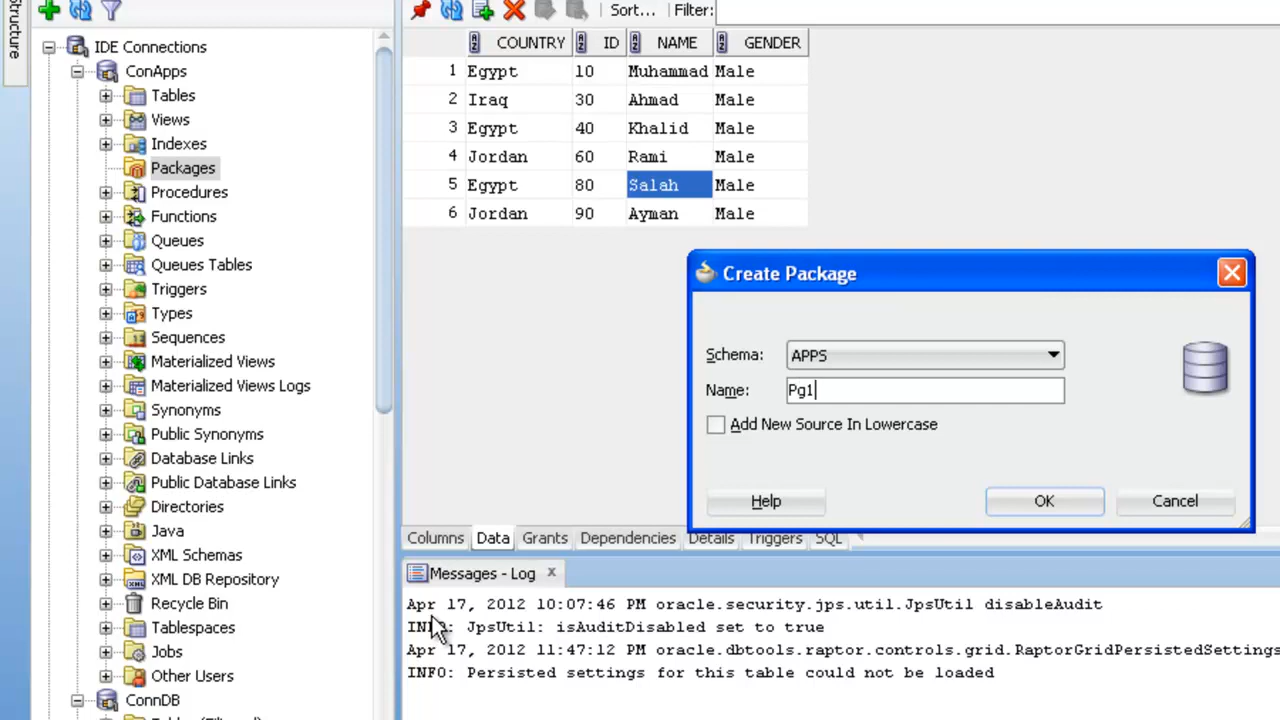 Structure
Sort...
Filter:
IDE Connections
ConApps
Tables
Views
Indexes
Packages
Procedures
Functions
Queues
Queues Tables
Triggers
Types
Sequences
Materialized Views
Materialized Views Logs
Synonyms
Public Synonyms
Database Links
Public Database Links
Directories
Java
XML Schemas
XML DB Repository
Recycle Bin
Tablespaces
Jobs
Other Users
ConnDB
COUNTRY ID NAME GENDER
1 Egypt 10 Muhammad Male
2 Iraq 30 Ahmad Male
3 Egypt 40 Khalid Male
4 Jordan 60 Rami Male
5 Egypt 80 Salah Male
6 Jordan 90 Ayman Male
Create Package
Schema: APPS
Name: Pg1
Add New Source In Lowercase
Help OK Cancel
Columns Data Grants Dependencies Details Triggers SQL
Messages - Log
Apr 17, 2012 10:07:46 PM oracle.security.jps.util.JpsUtil disableAudit
INFO: JpsUtil: isAuditDisabled set to true
Apr 17, 2012 11:47:12 PM oracle.dbtools.raptor.controls.grid.RaptorGridPersistedSettings
INFO: Persisted settings for this table could not be loaded